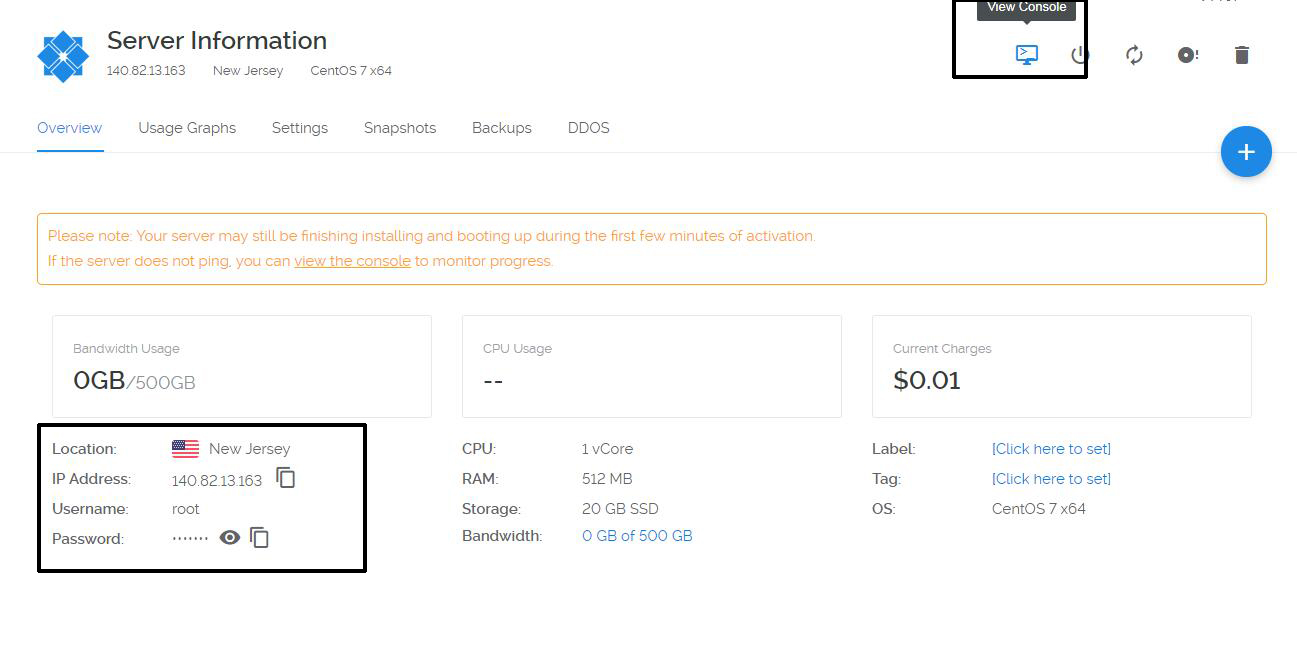 View Console
Server Information
140.82.13.163 New Jersey CentOS 7 x64
Overview Usage Graphs Settings Snapshots Backups DDOS
Please note: Your server may still be finishing installing and booting up during the first few minutes of activation.
If the server does not ping, you can view the console to monitor progress.
Bandwidth Usage
0GB/500GB
CPU Usage
--
Current Charges
$0.01
Location: New Jersey
IP Address: 140.82.13.163
Username: root
Password: ·······
CPU: 1 vCore
RAM: 512 MB
Storage: 20 GB SSD
Bandwidth: 0 GB of 500 GB
Label: [Click here to set]
Tag: [Click here to set]
OS: CentOS 7 x64